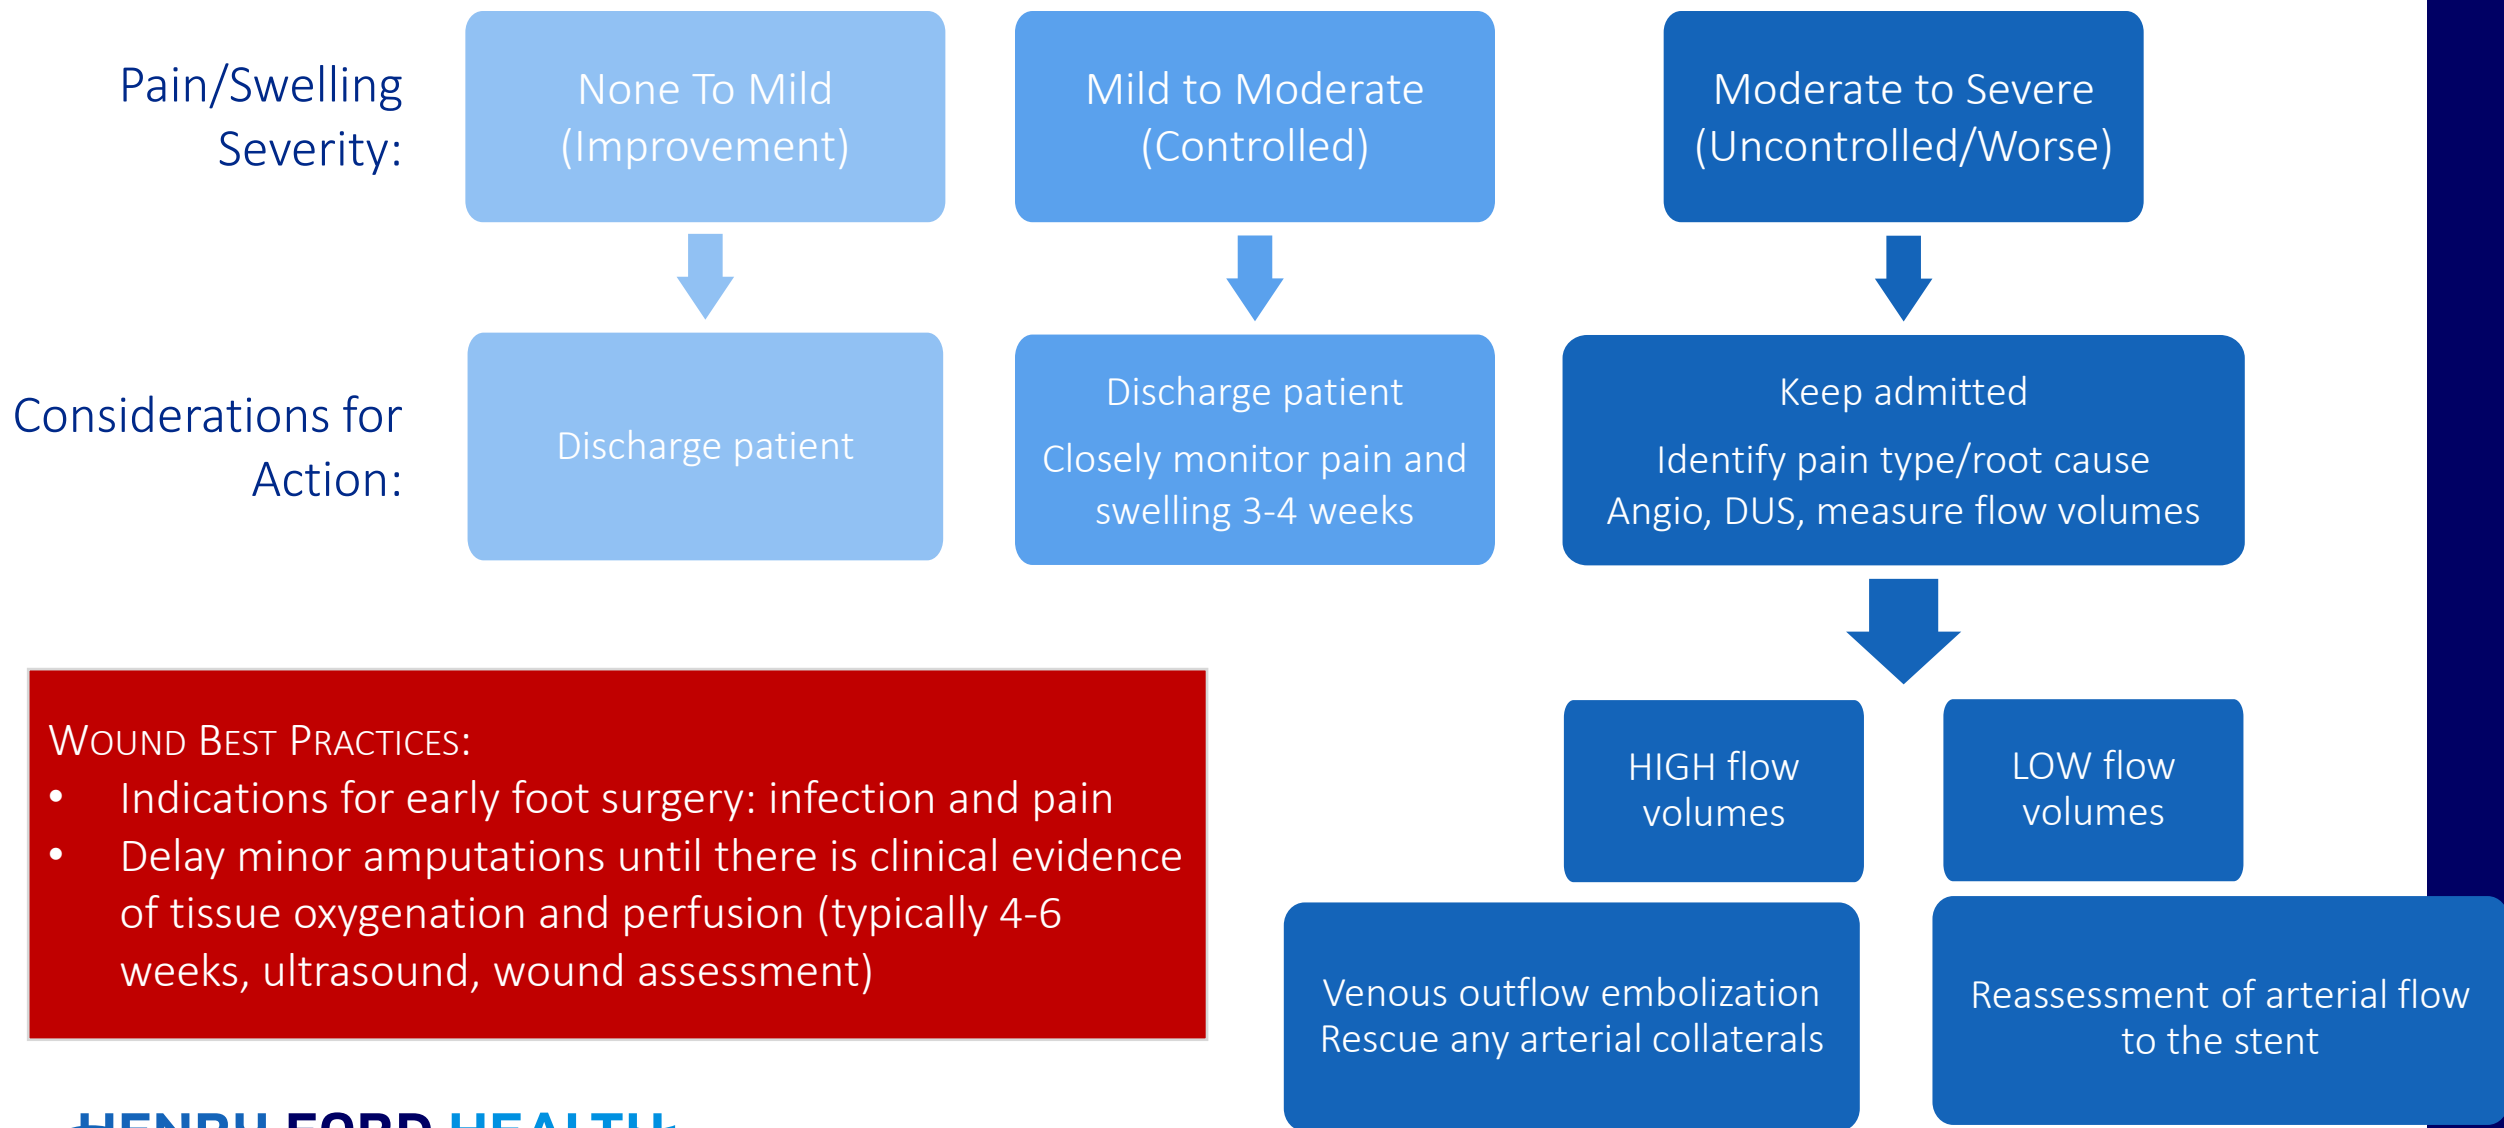 Pain/Swelling
Severity:
None To Mild
(Improvement)
Mild to Moderate
(Controlled)
Moderate to Severe
(Uncontrolled/Worse)
Considerations for
Action:
Discharge patient
Discharge patient
Closely monitor pain and
swelling 3-4 weeks
Keep admitted
Identify pain type/root cause
Angio, DUS, measure flow volumes
HIGH flow
volumes
LOW flow
volumes
Venous outflow embolization
Rescue any arterial collaterals
Reassessment of arterial flow
to the stent
WOUND BEST PRACTICES:
• Indications for early foot surgery: infection and pain
• Delay minor amputations until there is clinical evidence
of tissue oxygenation and perfusion (typically 4-6
weeks, ultrasound, wound assessment)
HENRY FORD HEALTH